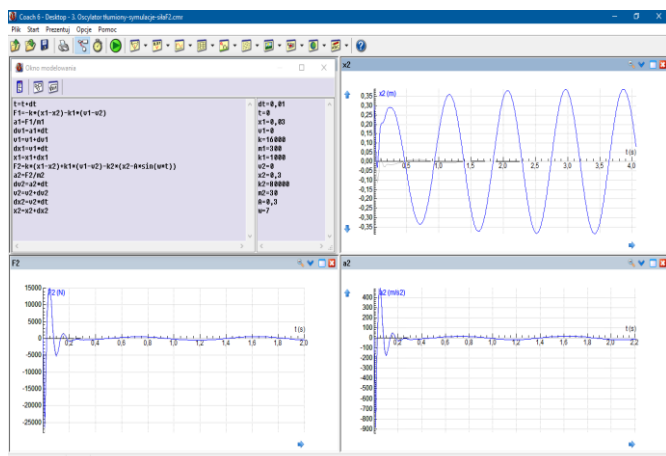 Coach 6 - Desktop - 3. Oscylator tłumiony-symulacje-siłaF2.cmr
Plik Start Prezentuj Opcje Pomoc
Okno modelowania
t=t+dt
F1=-k*(x1-x2)-k1*(v1-v2)
a1=F1/m1
dv1=a1*dt
v1=v1+dv1
dx1=v1*dt
x1=x1+dx1
F2=k*(x1-x2)+k1*(v1-v2)-k2*(x2-A*sin(w*t))
a2=F2/m2
dv2=a2*dt
v2=v2+dv2
dx2=v2*dt
x2=x2+dx2
dt=0,01
t=0
x1=0,03
v1=0
k=16000
m1=300
k1=1000
v2=0
x2=0,3
k2=80000
m2=30
A=0,3
w=7
x2
x2 (m)
0,35
0,30
0,25
0,20
0,15
0,10
0,05
0,00
-0,05
-0,10
-0,15
-0,20
-0,25
-0,30
-0,35
t(s)
0,5 1,0 1,5 2,0 2,5 3,0 3,5 4,0
F2
F2 (N)
15000
10000
5000
0
-5000
-10000
-15000
-20000
-25000
t(s)
0,2 0,4 0,6 0,8 1,0 1,2 1,4 1,6 1,8 2,0
a2
a2 (m/s2)
400
300
200
100
0
-100
-200
-300
-400
-500
-600
-700
-800
-900
t(s)
0,2 0,4 0,6 0,8 1,0 1,2 1,4 1,6 1,8 2,0 2,2